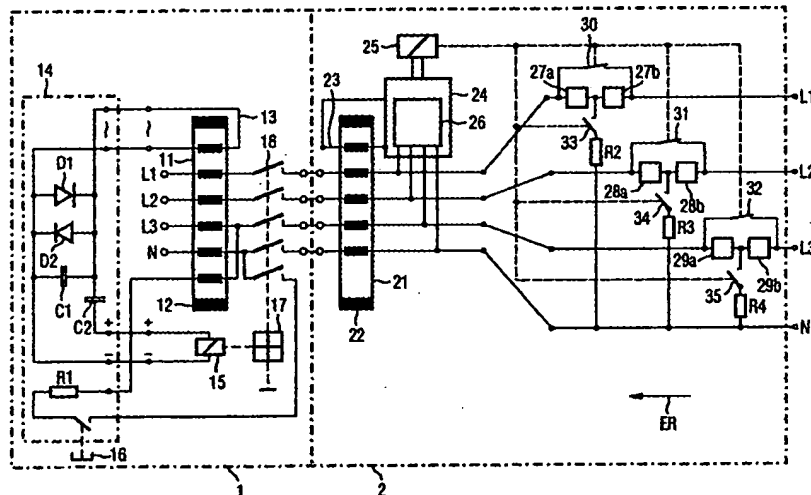 14
D1
D2
C1
C2
+
+
−
−
R1
16
11
13
L1
L2
L3
N
12
15
17
18
1
25
23
24
26
21
22
2
30
27a
27b
L1
33
R2
31
L2
28a
28b
34
R3
32
L3
29a
29b
35
R4
N
ER